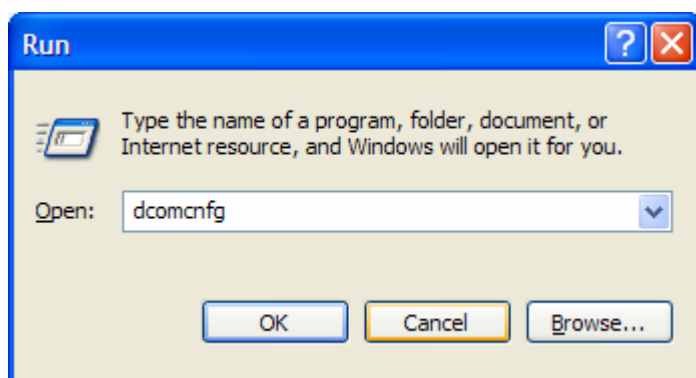 Run
Type the name of a program, folder, document, or
Internet resource, and Windows will open it for you.
Open: dcomcnfg
OK Cancel Browse...